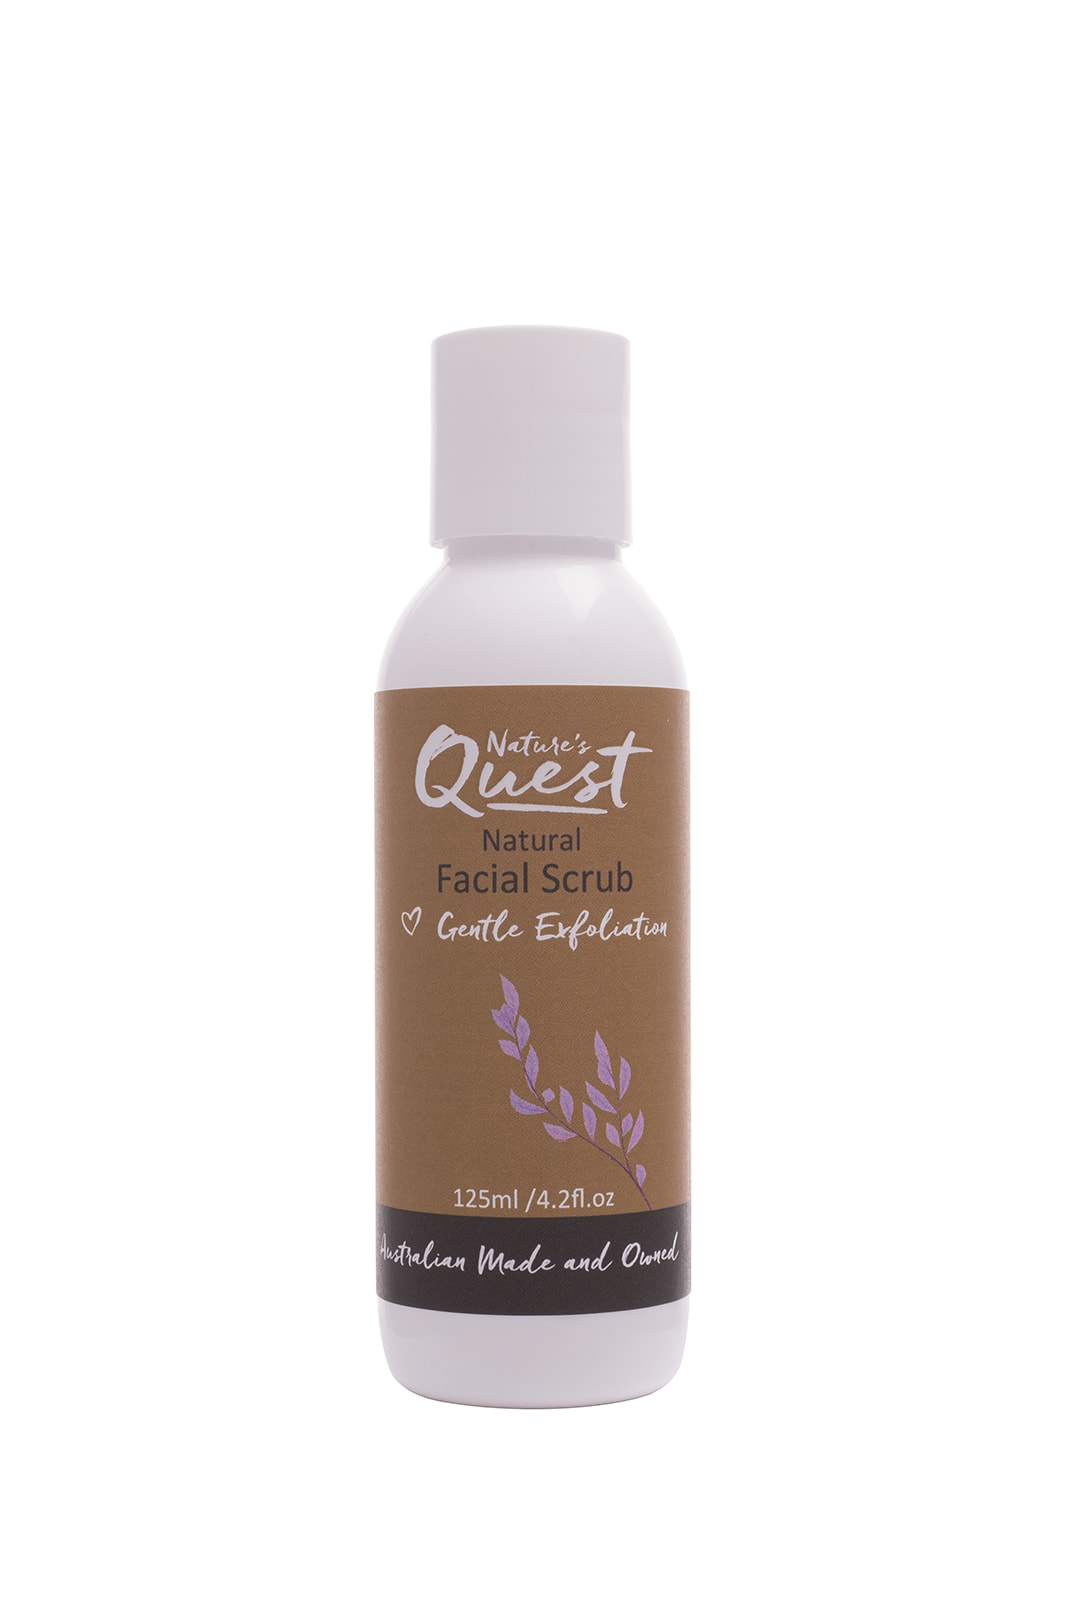 Nature's
Quest
Natural
Facial Scrub
Gentle Exfoliation
125ml /4.2fl.oz
Australian Made and Owned